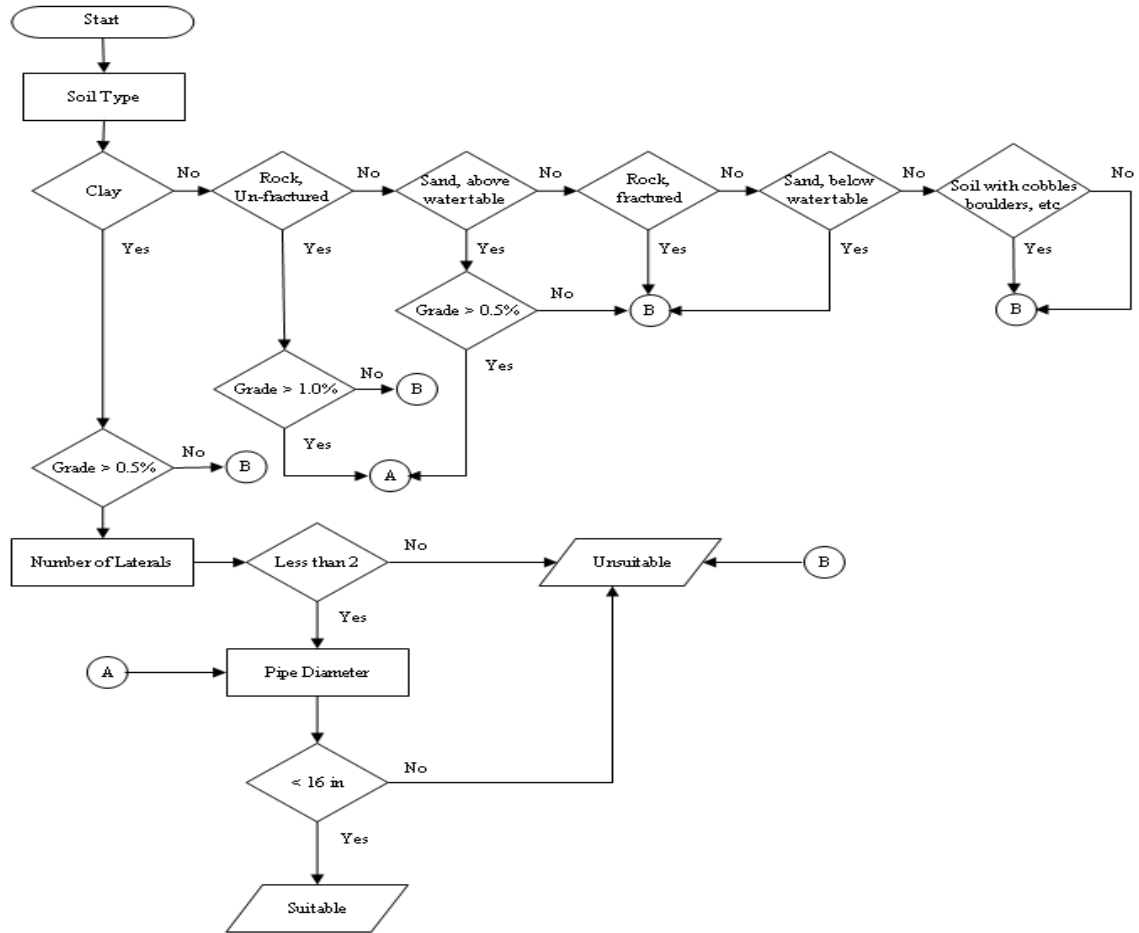 Start
Soil Type
Clay
No
Rock,
Un-fractured
No
Sand, above
watertable
No
Rock,
fractured
No
Sand, below
watertable
No
Soil with cobbles
boulders, etc
No
Yes
Yes
Yes
Yes
Yes
Yes
Grade > 0.5%
No
B
B
Grade > 1.0%
No
B
Yes
Yes
A
Grade > 0.5%
No
B
Number of Laterals
Less than 2
No
Unsuitable
B
Yes
A
Pipe Diameter
< 16 in
No
Yes
Suitable